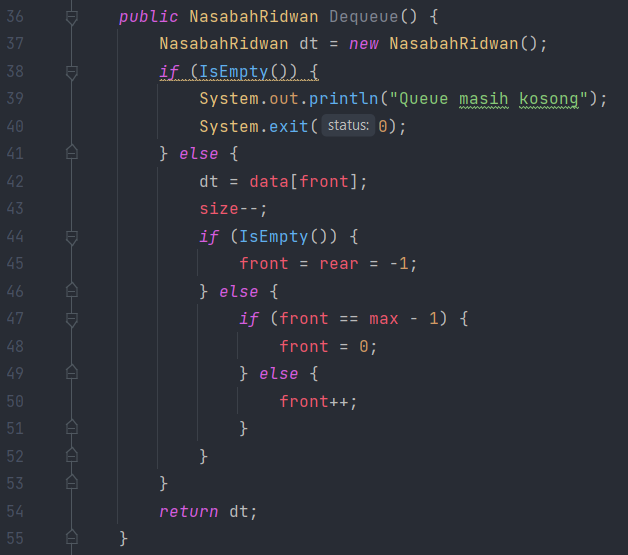 36 public NasabahRidwan Dequeue() {
37 NasabahRidwan dt = new NasabahRidwan();
38 if (IsEmpty()) {
39 System.out.println("Queue masih kosong");
40 System.exit( status: 0);
41 } else {
42 dt = data[front];
43 size--;
44 if (IsEmpty()) {
45 front = rear = -1;
46 } else {
47 if (front == max - 1) {
48 front = 0;
49 } else {
50 front++;
51 }
52 }
53 }
54 return dt;
55 }